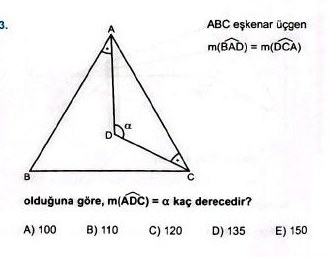 3.
ABC eşkenar üçgen
m(BAD) = m(DCA)
A
D
α
B
C
olduğuna göre, m(ADC) = α kaç derecedir?
A) 100 B) 110 C) 120 D) 135 E) 150